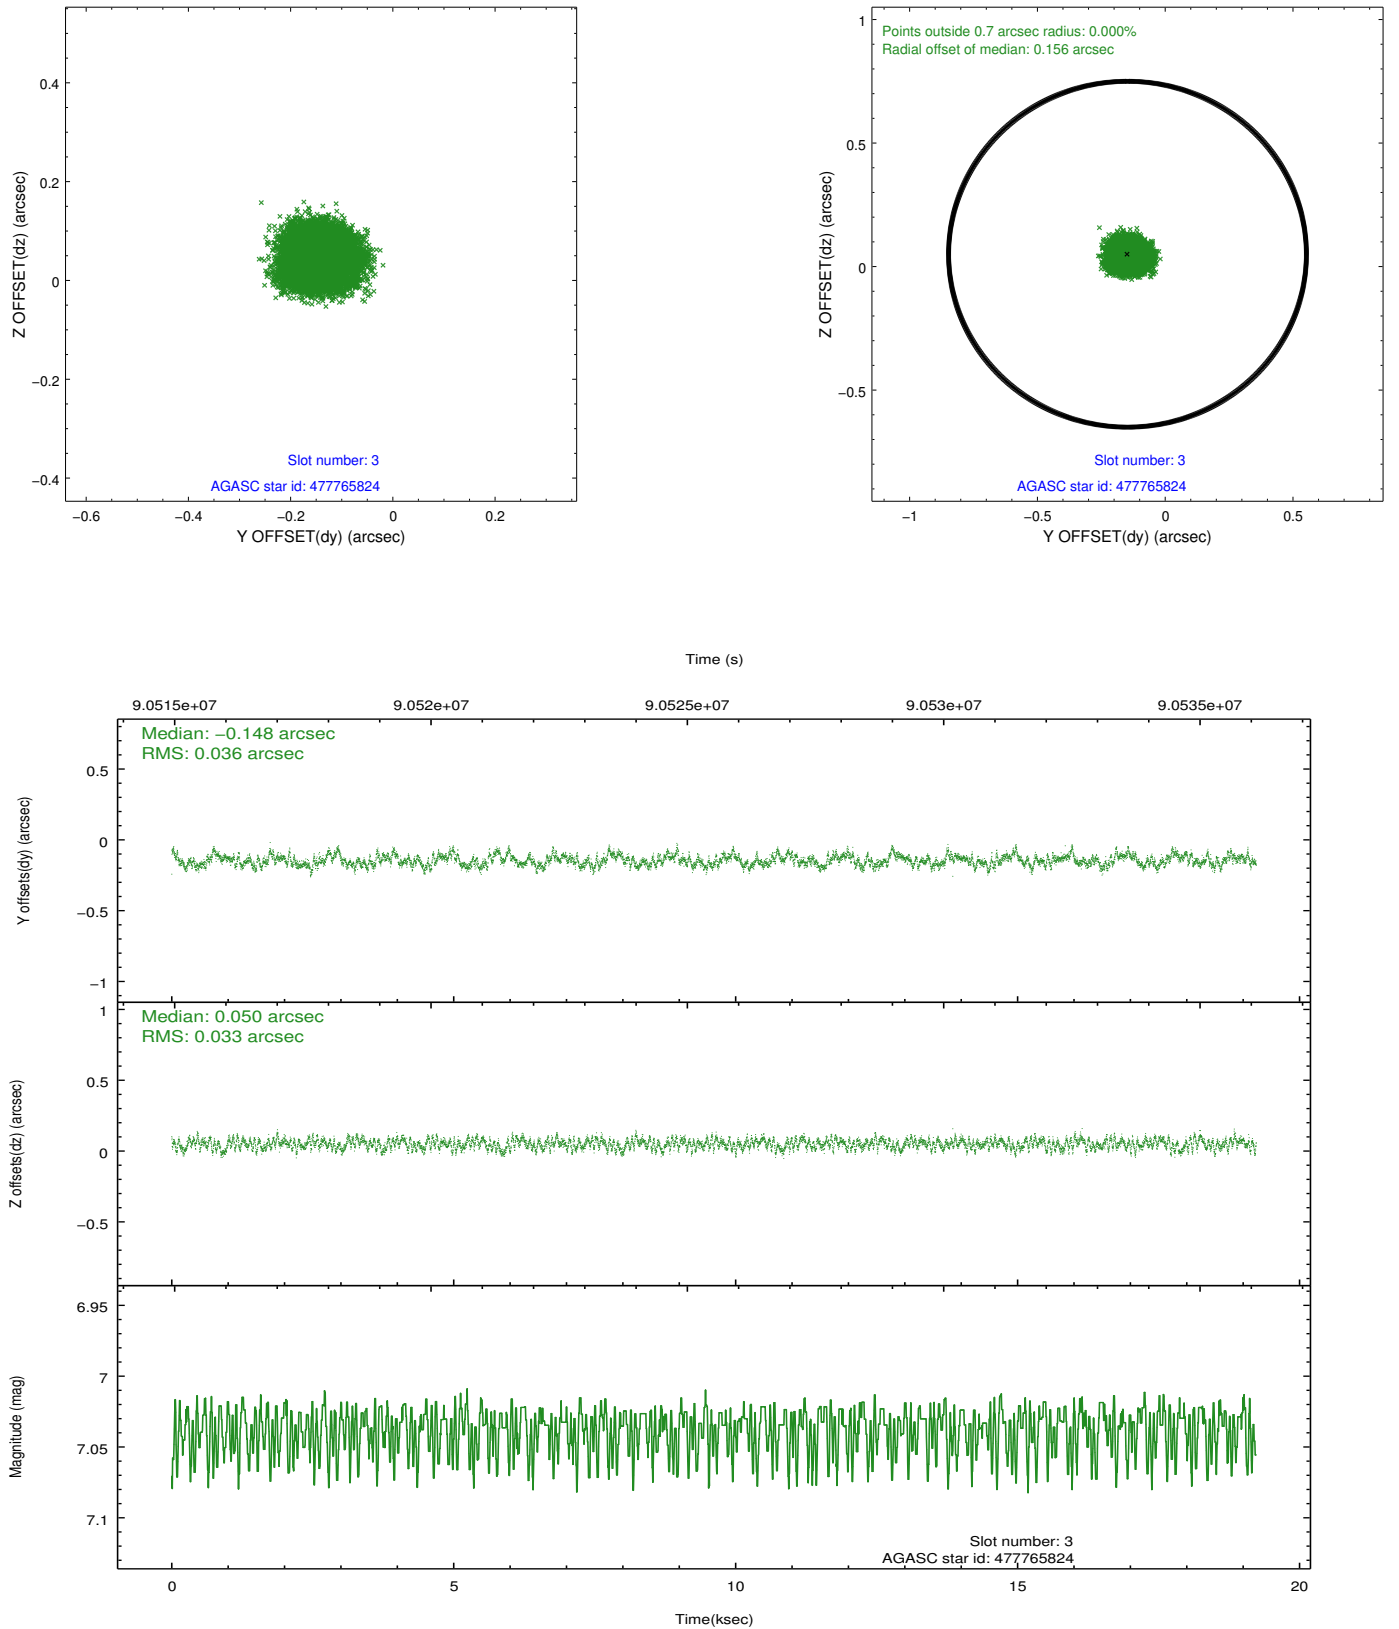 0.4
0.2
0
−0.2
−0.4
Z OFFSET(dz) (arcsec)
Slot number: 3
AGASC star id: 477765824
−0.6 −0.4 −0.2 0 0.2
Y OFFSET(dy) (arcsec)
Points outside 0.7 arcsec radius: 0.000%
Radial offset of median: 0.156 arcsec
1
0.5
0
−0.5
Z OFFSET(dz) (arcsec)
Slot number: 3
AGASC star id: 477765824
−1 −0.5 0 0.5
Y OFFSET(dy) (arcsec)
Time (s)
9.0515e+07 9.052e+07 9.0525e+07 9.053e+07 9.0535e+07
Median: −0.148 arcsec
RMS: 0.036 arcsec
0.5
0
−0.5
−1
Y offsets(dy) (arcsec)
Median: 0.050 arcsec
RMS: 0.033 arcsec
1
0.5
0
−0.5
Z offsets(dz) (arcsec)
6.95
7
7.05
7.1
Magnitude (mag)
Slot number: 3
AGASC star id: 477765824
0 5 10 15 20
Time(ksec)